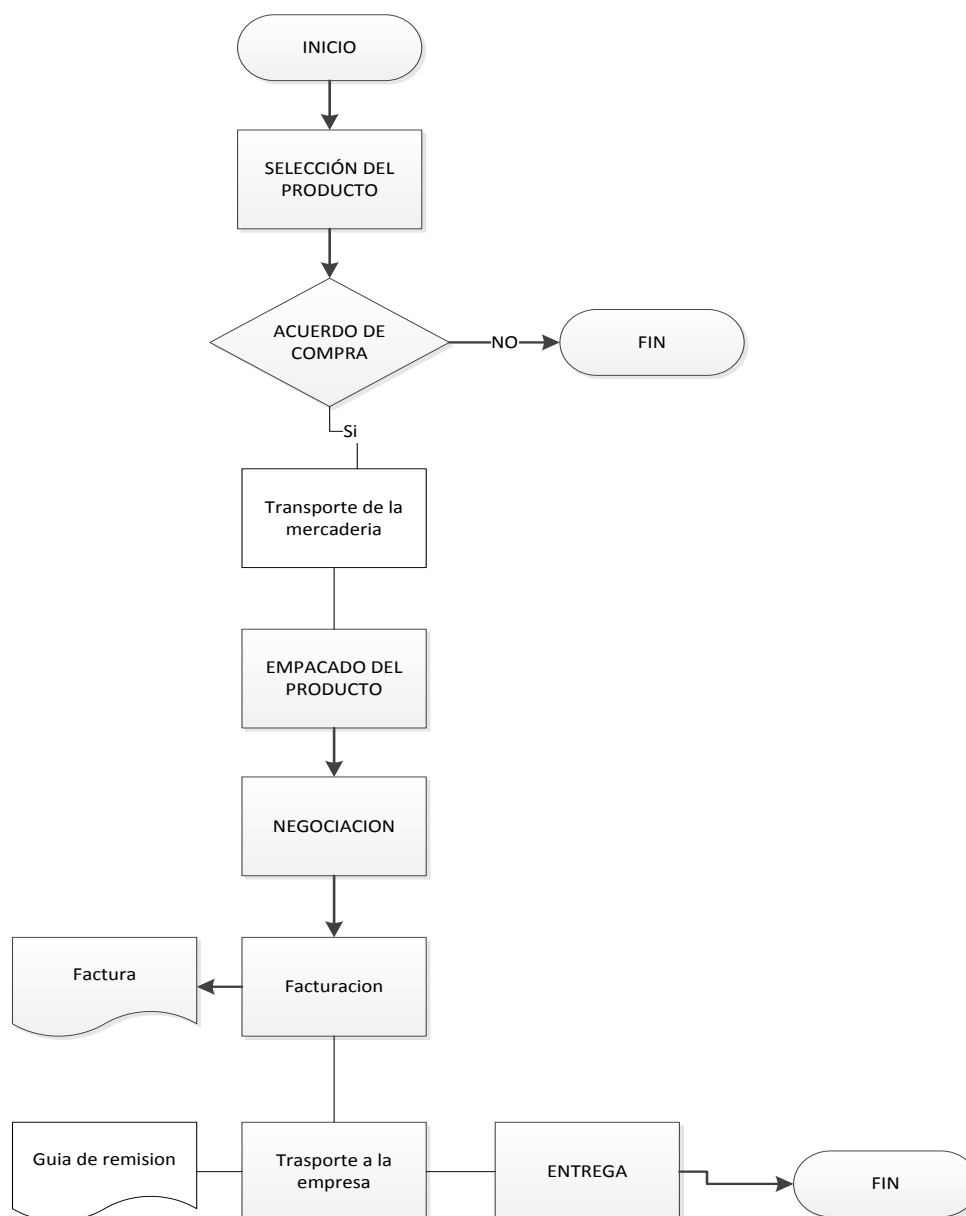 INICIO
SELECCIÓN DEL
PRODUCTO
ACUERDO DE
COMPRA
NO
FIN
Si
Transporte de la
mercaderia
EMPACADO DEL
PRODUCTO
NEGOCIACION
Factura
Facturacion
Guia de remision
Trasporte a la
empresa
ENTREGA
FIN